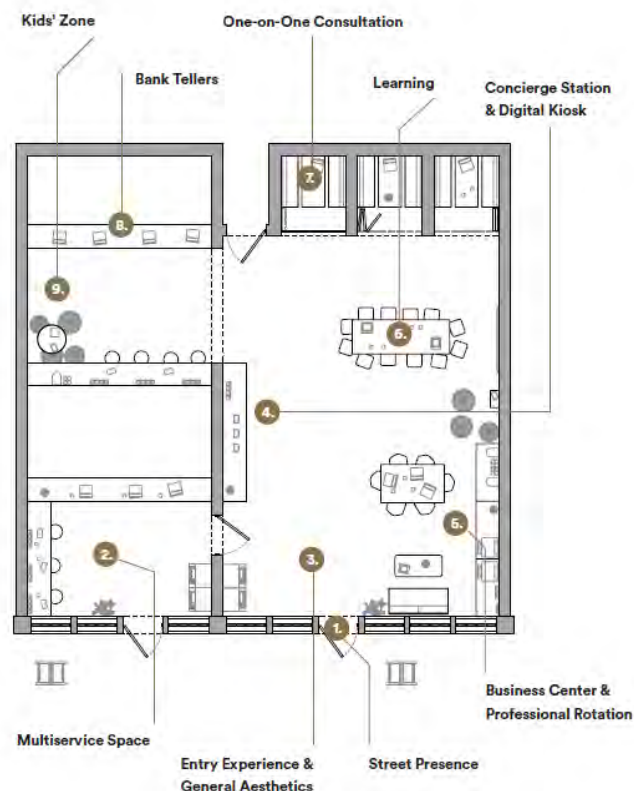 Kids' Zone
One-on-One Consultation
Bank Tellers
Learning
Concierge Station
& Digital Kiosk
7.
8.
9.
6.
4.
5.
2.
3.
1.
Business Center &
Professional Rotation
Multiservice Space
Entry Experience &
General Aesthetics
Street Presence